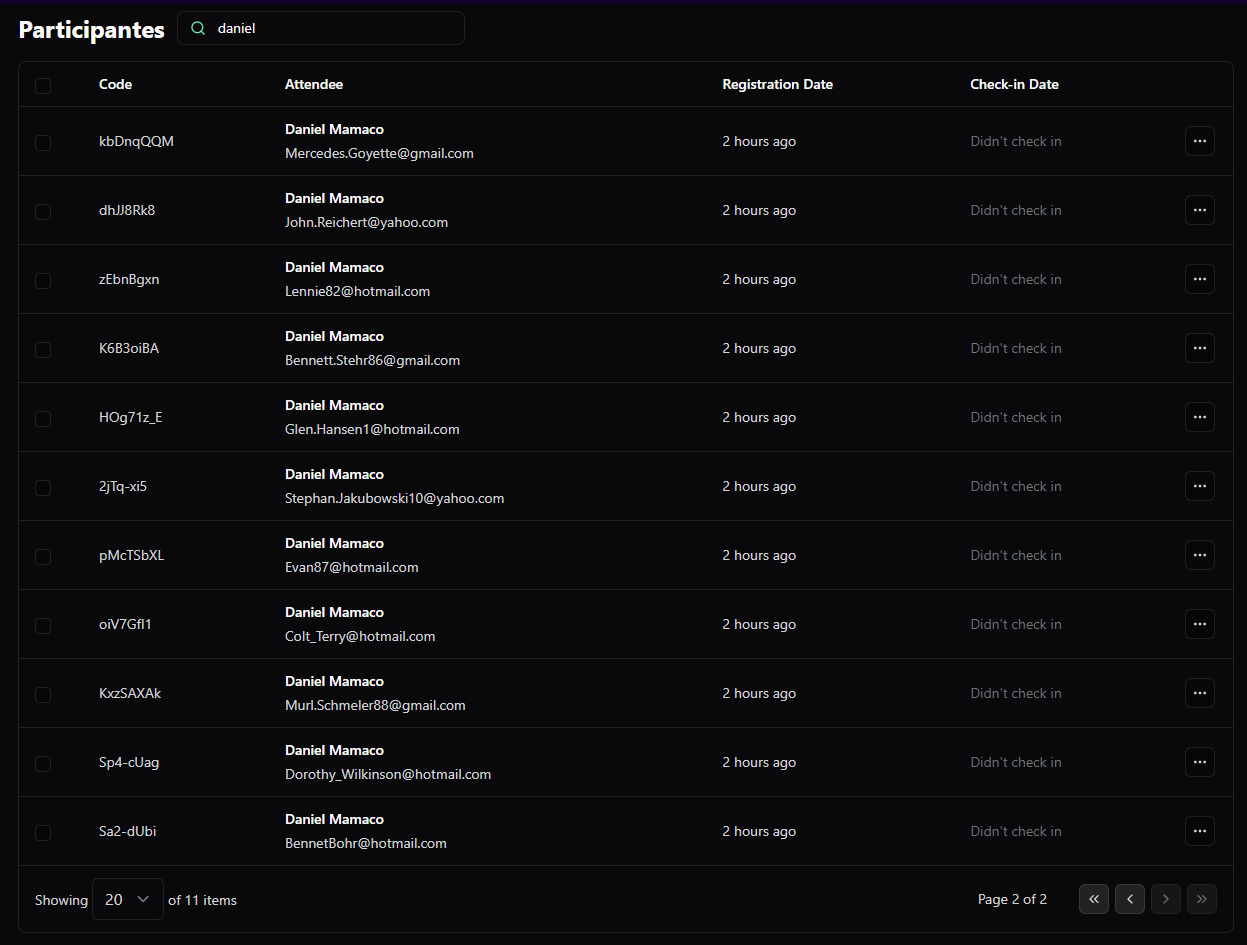 Participantes
daniel
Code Attendee Registration Date Check-in Date
kbDnqQQM Daniel Mamaco 2 hours ago Didn't check in
Mercedes.Goyette@gmail.com
dhJJ8Rk8 Daniel Mamaco 2 hours ago Didn't check in
John.Reichert@yahoo.com
zEbnBgxn Daniel Mamaco 2 hours ago Didn't check in
Lennie82@hotmail.com
K6B3oiBA Daniel Mamaco 2 hours ago Didn't check in
Bennett.Stehr86@gmail.com
HOg71z_E Daniel Mamaco 2 hours ago Didn't check in
Glen.Hansen1@hotmail.com
2jTq-xi5 Daniel Mamaco 2 hours ago Didn't check in
Stephan.Jakubowski10@yahoo.com
pMcTSbXL Daniel Mamaco 2 hours ago Didn't check in
Evan87@hotmail.com
Daniel Mamaco 2 hours ago Didn't check in
Colt_Terry@hotmail.com
KxzSAXAk Daniel Mamaco 2 hours ago Didn't check in
Murl.Schmeler88@gmail.com
Sp4-cUag Daniel Mamaco 2 hours ago Didn't check in
Dorothy_Wilkinson@hotmail.com
Sa2-dUbi Daniel Mamaco 2 hours ago Didn't check in
BennetBohr@hotmail.com
Showing 20 of 11 items Page 2 of 2